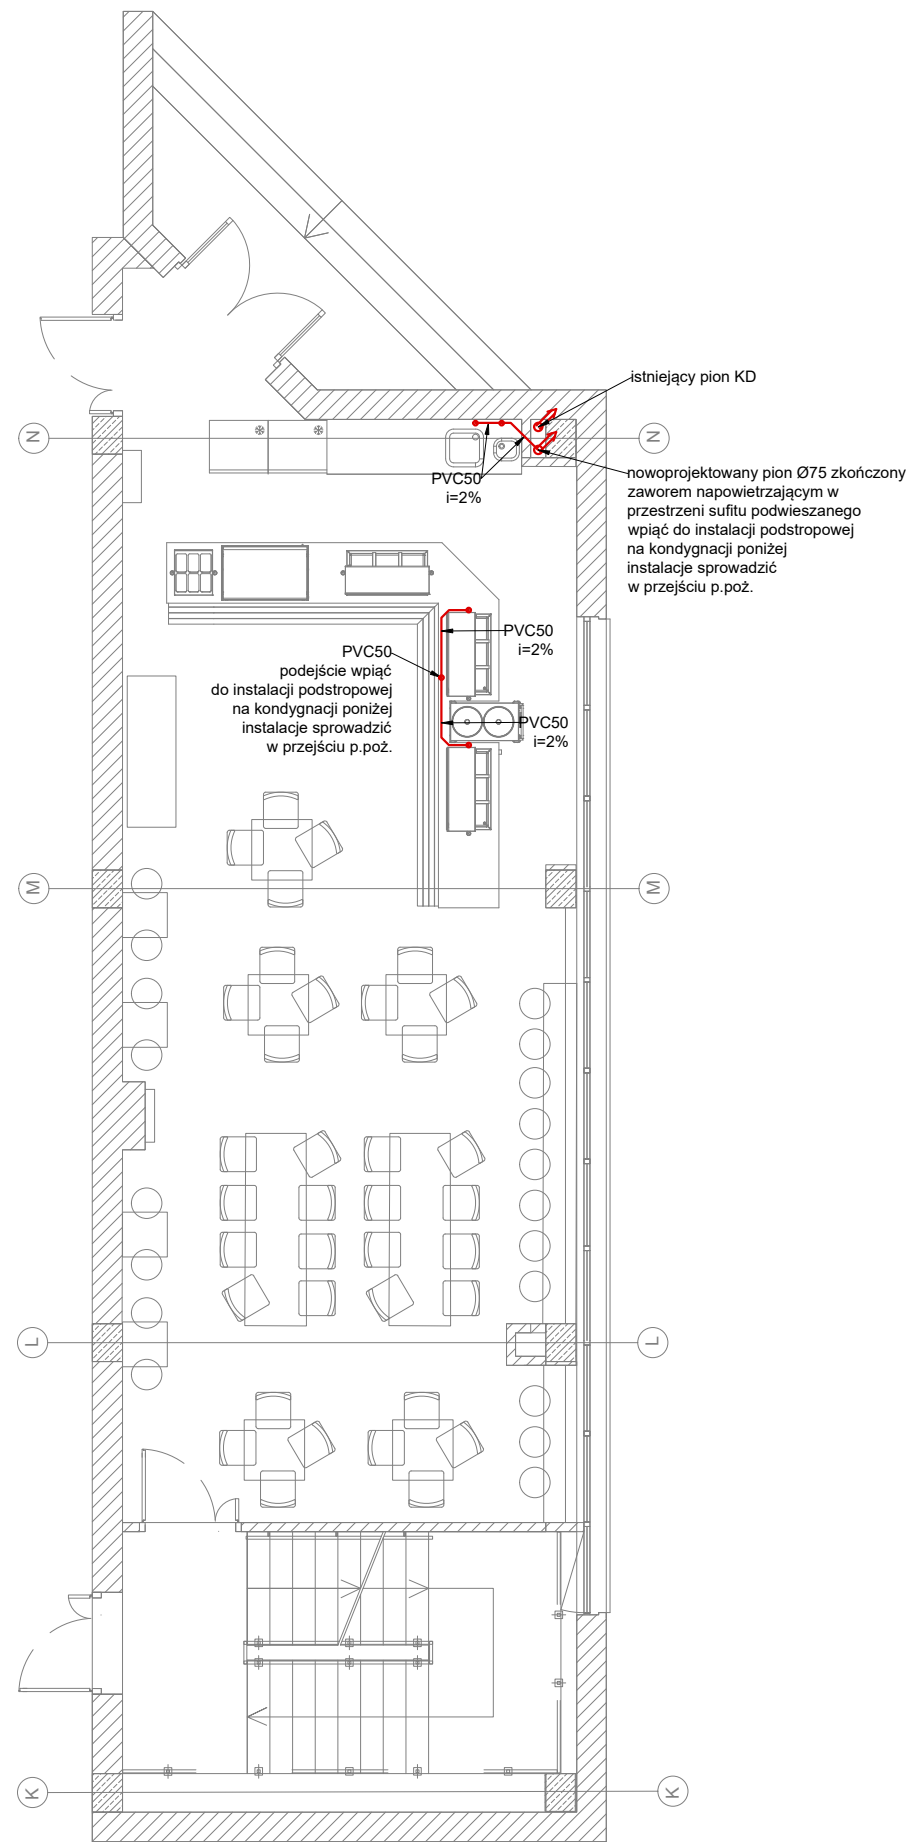 istniejący pion KD
N
N
PVC50
i=2%
nowoprojektowany pion Ø75 zkończony
zaworem napowietrzającym w
przestrzeni sufitu podwieszanego
wpiąć do instalacji podstropowej
na kondygnacji poniżej
instalacje sprowadzić
w przejściu p.poż.
PVC50
i=2%
PVC50
podejście wpiąć
do instalacji podstropowej
na kondygnacji poniżej
instalacje sprowadzić
w przejściu p.poż.
PVC50
i=2%
M
M
L
L
K
K